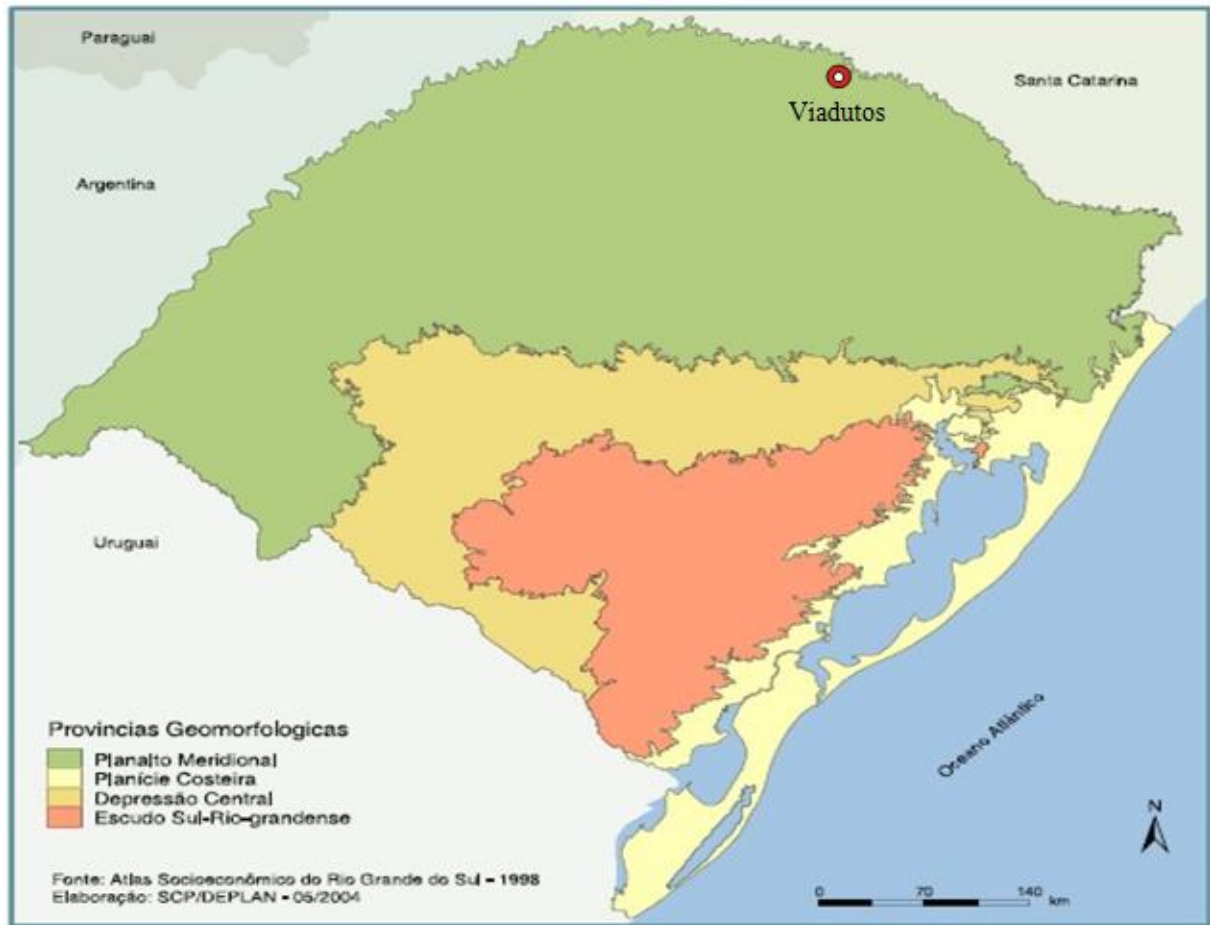 Paraguai
Santa Catarina
Viadutos
Argentina
Uruguai
Oceano Atlântico
Provincias Geomorfologicas
Planalto Meridional
Planície Costeira
Depressão Central
Escudo Sul-Rio-grandense
Fonte: Atlas Socioeconômico do Rio Grande do Sul - 1998
Elaboração: SCP/DEPLAN - 05/2004
N
0 70 140
km